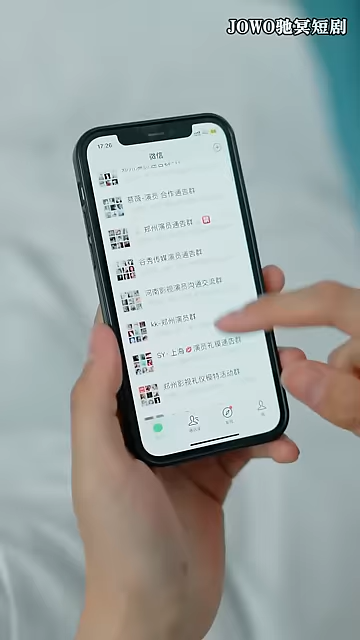 JOWO驰冥短剧
17:26
微信
慧诚-演员 合作通告群
郑州演员通告群
谷秀传媒演员通告群
河南影视演员沟通交流群
kk-郑州演员群
SY- 上海💋演员礼模通告群
郑州影视礼仪模特活动群